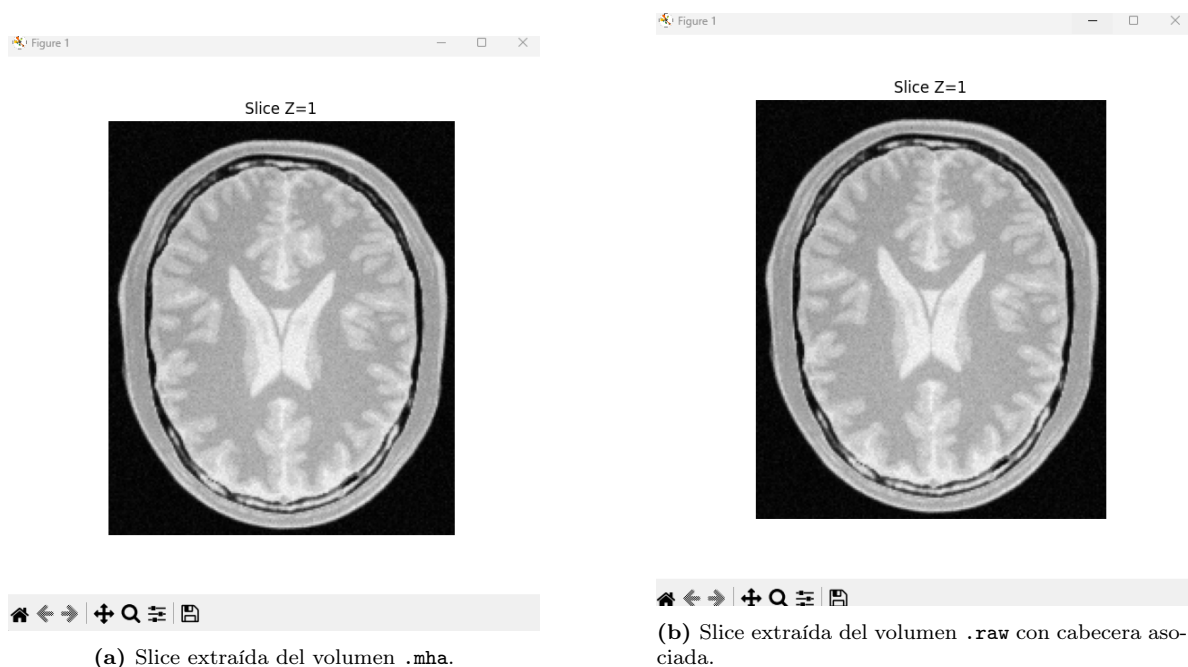 Figure 1
Slice Z=1
(a) Slice extraída del volumen .mha.
Figure 1
Slice Z=1
(b) Slice extraída del volumen .raw con cabecera aso-
ciada.